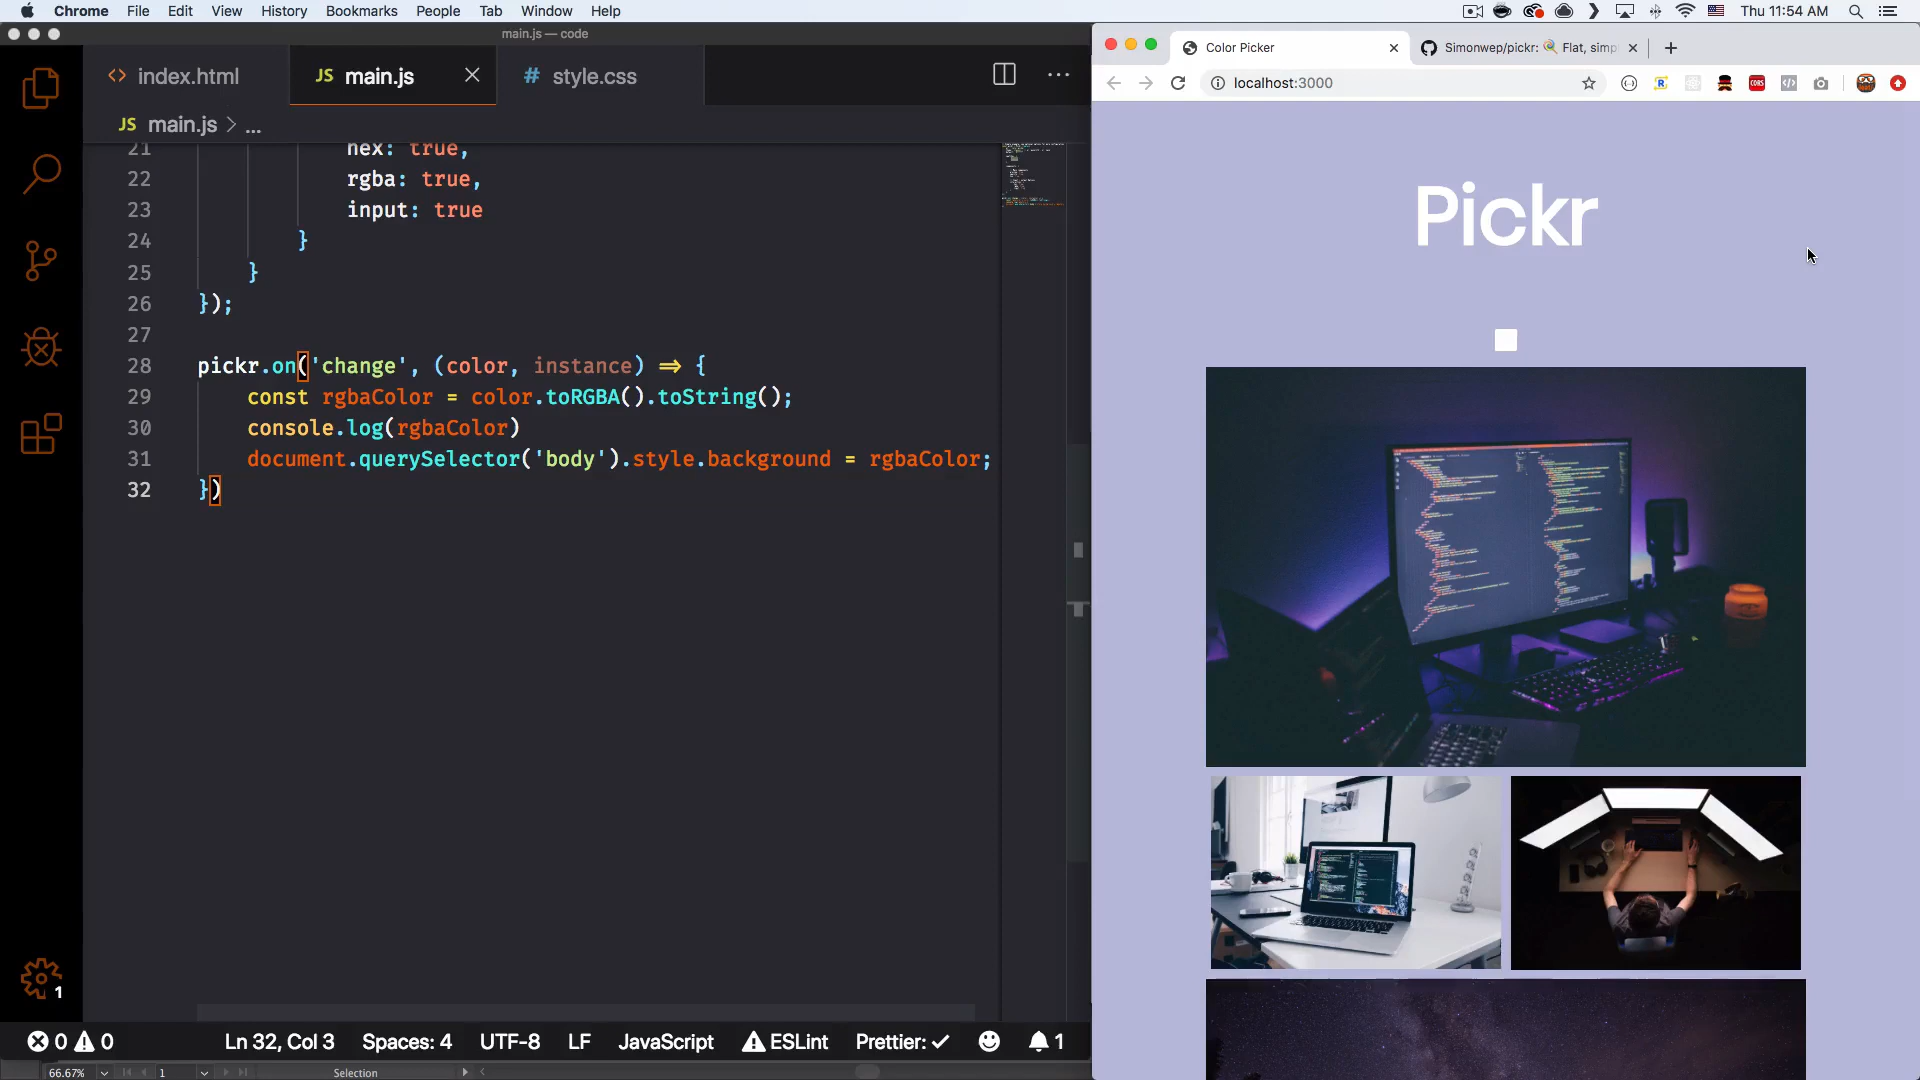 Chrome File Edit View History Bookmarks People Tab Window Help
Thu 11:54 AM
main.js — code
index.html
JS main.js
# style.css
JS main.js > ...
21 hex: true,
22 rgba: true,
23 input: true
24 }
25 }
26 });
27
28 pickr.on('change', (color, instance) => {
29 const rgbaColor = color.toRGBA().toString();
30 console.log(rgbaColor)
31 document.querySelector('body').style.background = rgbaColor;
32 })
0 0 Ln 32, Col 3 Spaces: 4 UTF-8 LF JavaScript ESLint Prettier: ✓ 1
1
66.67% 1 Selection
Color Picker
Simonwep/pickr: Flat, simp
localhost:3000
CORS
Pickr